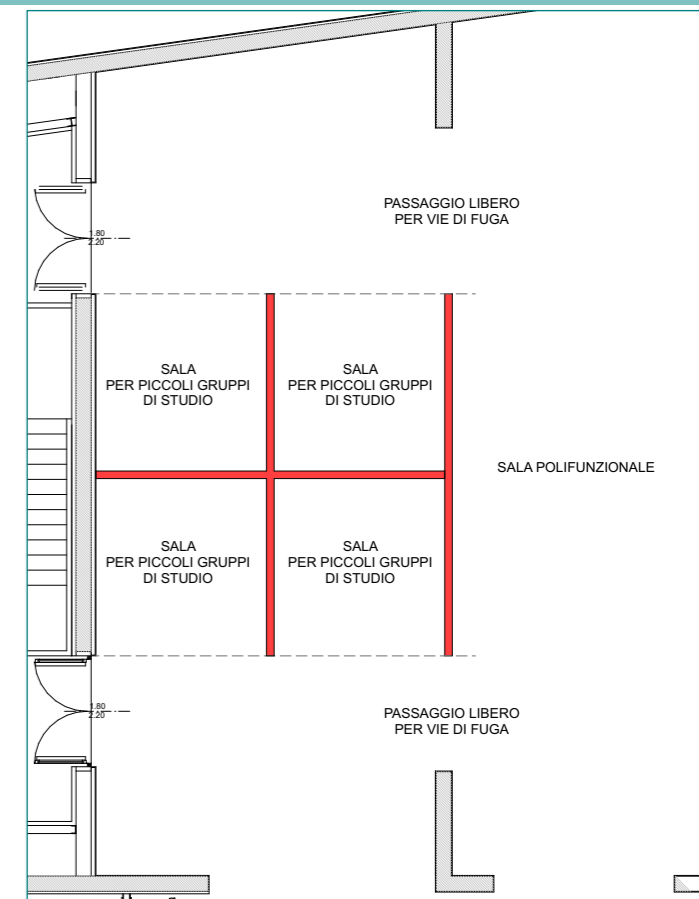 PASSAGGIO LIBERO
PER VIE DI FUGA
1.80
2.20
SALA
PER PICCOLI GRUPPI
DI STUDIO
SALA
PER PICCOLI GRUPPI
DI STUDIO
SALA POLIFUNZIONALE
SALA
PER PICCOLI GRUPPI
DI STUDIO
SALA
PER PICCOLI GRUPPI
DI STUDIO
1.80
2.20
PASSAGGIO LIBERO
PER VIE DI FUGA